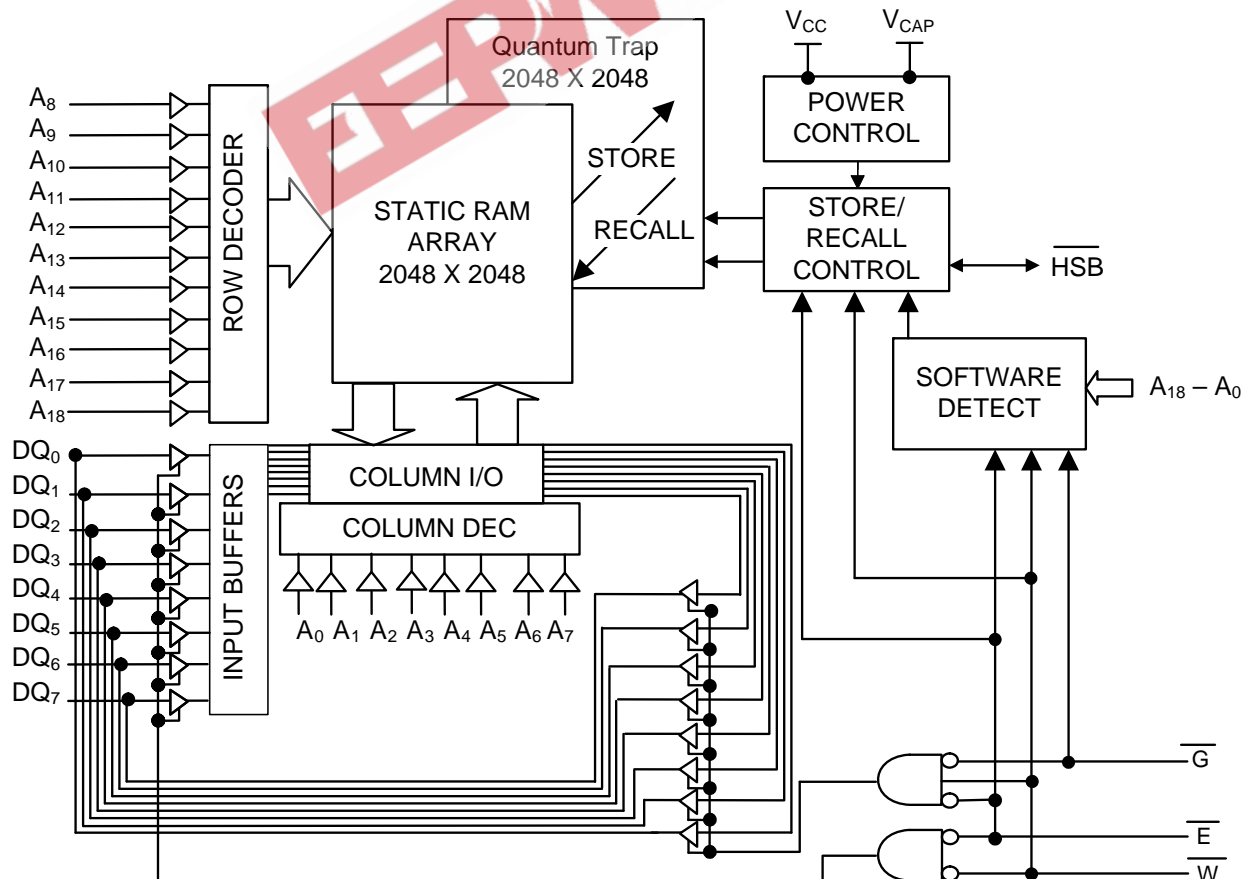 Quantum Trap
2048 X 2048
STORE
RECALL
STATIC RAM
ARRAY
2048 X 2048
V_CC
V_CAP
POWER
CONTROL
STORE/
RECALL
CONTROL
HSB
SOFTWARE
DETECT
A₁₈ – A₀
A₈
A₉
A₁₀
A₁₁
A₁₂
A₁₃
A₁₄
A₁₅
A₁₆
A₁₇
A₁₈
ROW DECODER
DQ₀
DQ₁
DQ₂
DQ₃
DQ₄
DQ₅
DQ₆
DQ₇
INPUT BUFFERS
COLUMN I/O
COLUMN DEC
A₀ A₁ A₂ A₃ A₄ A₅ A₆ A₇
G
E
W